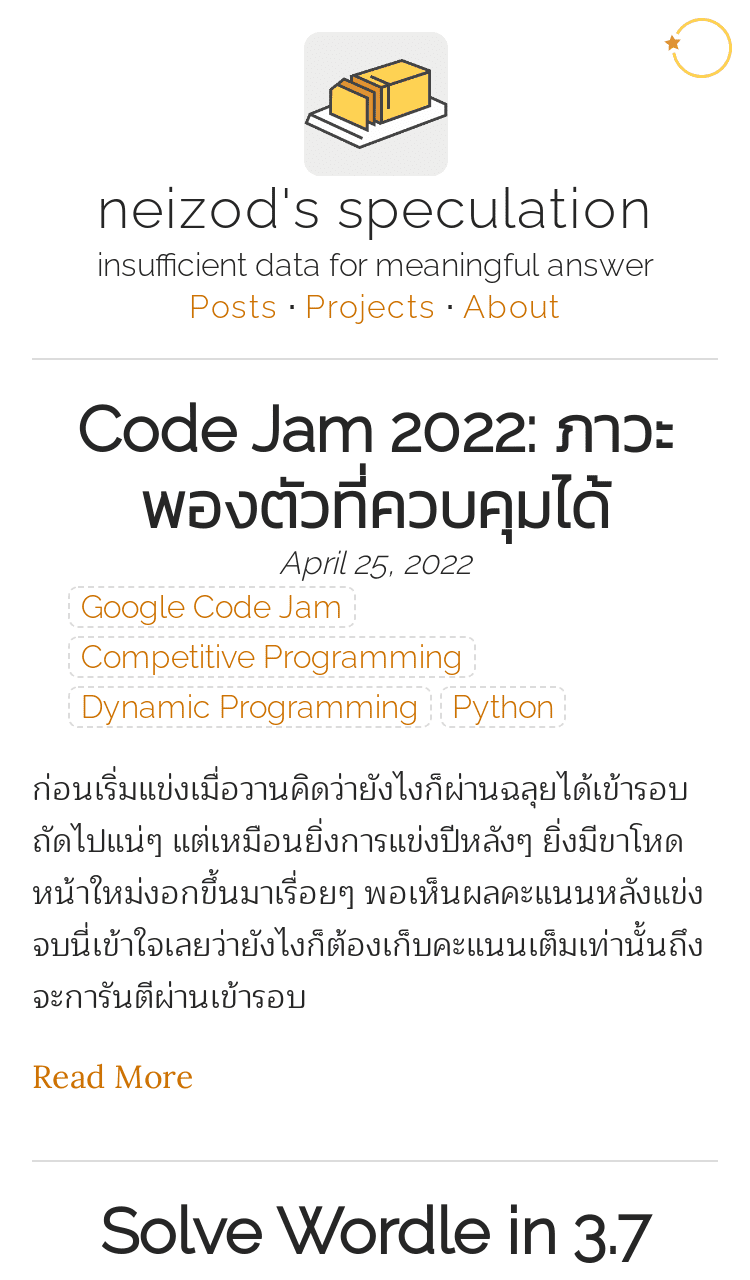 neizod's speculation
insufficient data for meaningful answer
Posts · Projects · About
Code Jam 2022: ภาวะ
พองตัวที่ควบคุมได้
April 25, 2022
Google Code Jam
Competitive Programming
Dynamic Programming Python
ก่อนเริ่มแข่งเมื่อวานคิดว่ายังไงก็ผ่านฉลุยได้เข้ารอบ
ถัดไปแน่ๆ แต่เหมือนยิ่งการแข่งปีหลังๆ ยิ่งมีขาโหด
หน้าใหม่งอกขึ้นมาเรื่อยๆ พอเห็นผลคะแนนหลังแข่ง
จบนี่เข้าใจเลยว่ายังไงก็ต้องเก็บคะแนนเต็มเท่านั้นถึง
จะการันตีผ่านเข้ารอบ
Read More
Solve Wordle in 3.7